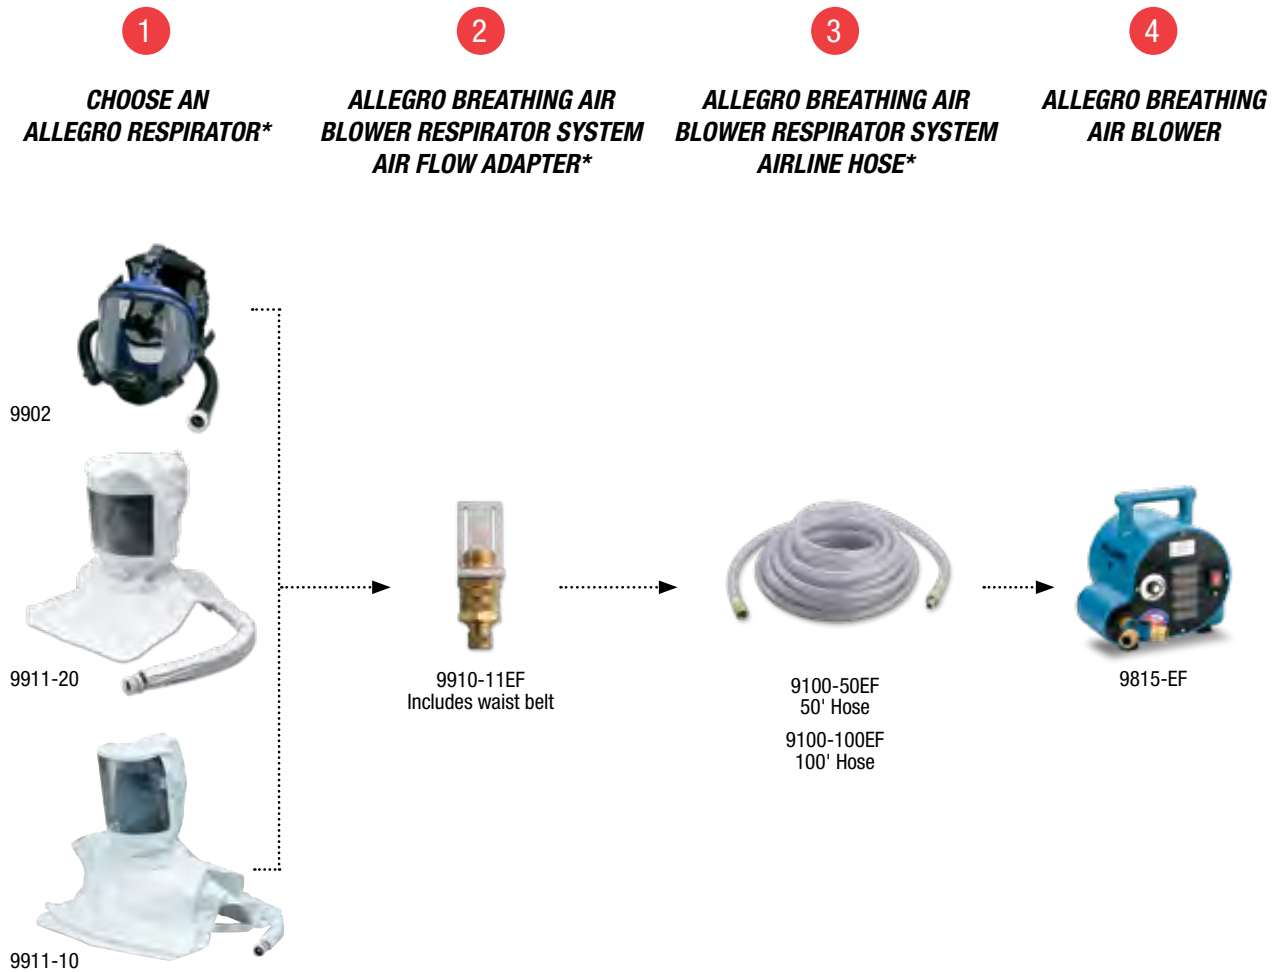 1
CHOOSE AN
ALLEGRO RESPIRATOR*
2
ALLEGRO BREATHING AIR
BLOWER RESPIRATOR SYSTEM
AIR FLOW ADAPTER*
3
ALLEGRO BREATHING AIR
BLOWER RESPIRATOR SYSTEM
AIRLINE HOSE*
4
ALLEGRO BREATHING
AIR BLOWER
9902
9911-20
9911-10
9910-11EF
Includes waist belt
9100-50EF
50' Hose
9100-100EF
100' Hose
9815-EF